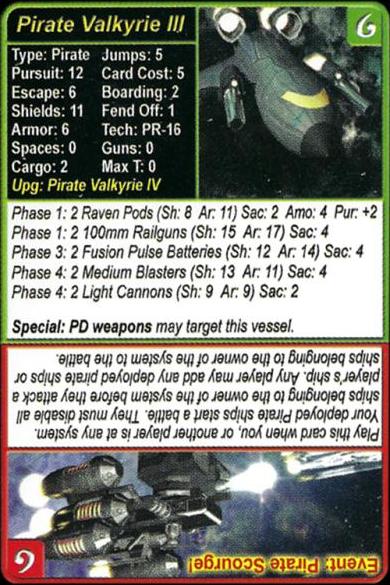 Pirate Valkyrie III
6
Type: Pirate Jumps: 5
Pursuit: 12 Card Cost: 5
Escape: 6 Boarding: 2
Shields: 11 Fend Off: 1
Armor: 6 Tech: PR-16
Spaces: 0 Guns: 0
Cargo: 2 Max T: 0
Upg: Pirate Valkyrie IV
Phase 1: 2 Raven Pods (Sh: 8 Ar: 11) Sac: 2 Amo: 4 Pur: +2
Phase 1: 2 100mm Railguns (Sh: 15 Ar: 17) Sac: 4
Phase 3: 2 Fusion Pulse Batteries (Sh: 12 Ar: 14) Sac: 4
Phase 4: 2 Medium Blasters (Sh: 13 Ar: 11) Sac: 4
Phase 4: 2 Light Cannons (Sh: 9 Ar: 9) Sac: 2
Special: PD weapons may target this vessel.
Event: Pirate Scourge!
6
Play this card when you, or another player is at any system.
Your deployed Pirate ships start a battle. They must disable all
ships belonging to the owner of the system before they attack a
player's ship. Any player may add any deployed pirate ships or
ships belonging to the owner of the system to the battle.